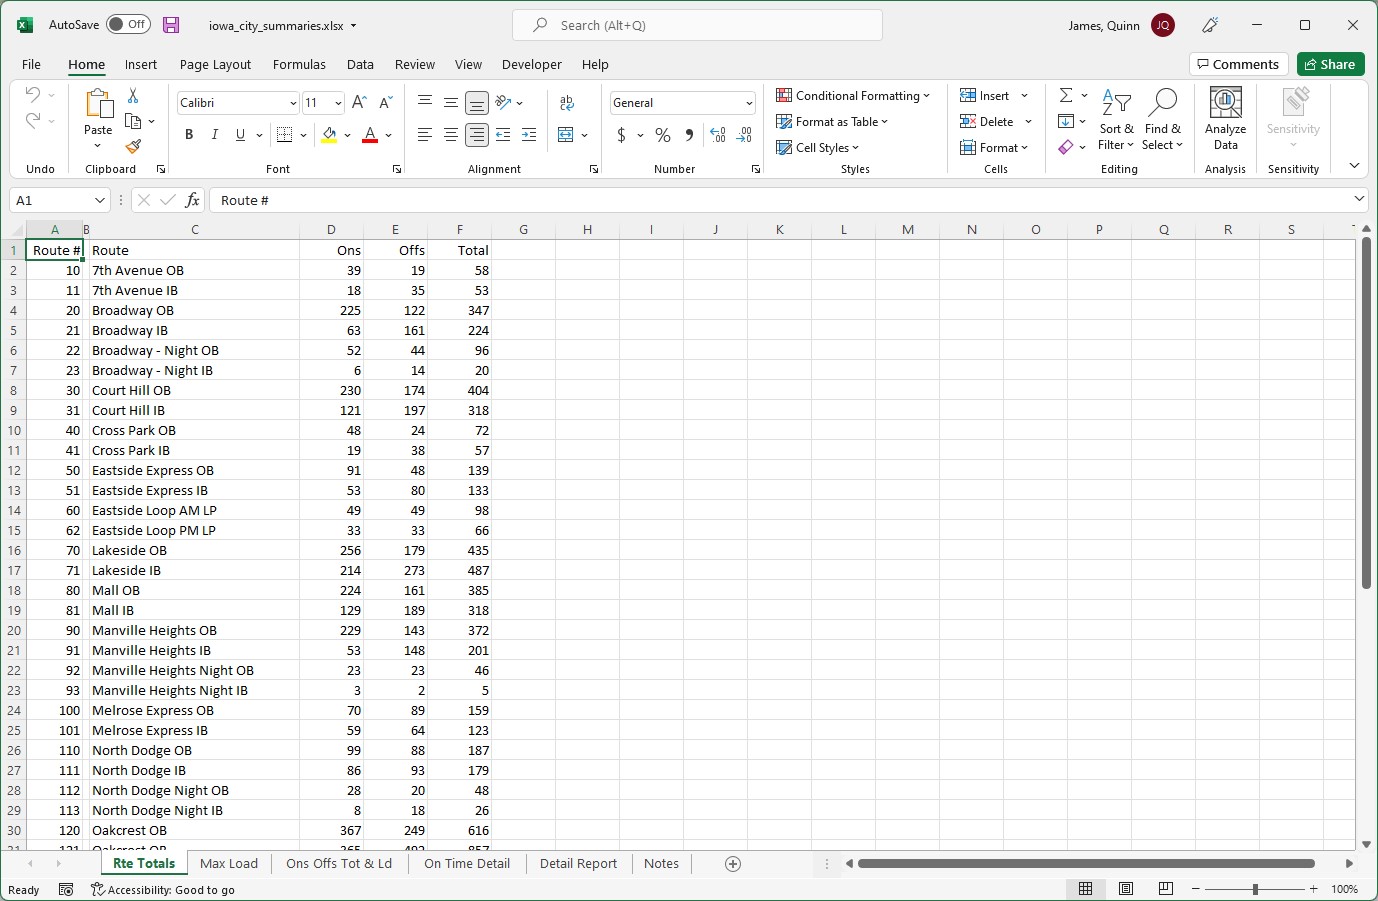 AutoSave Off iowa_city_summaries.xlsx Search (Alt+Q) James, Quinn JQ
File Home Insert Page Layout Formulas Data Review View Developer Help Comments Share
Calibri 11 General Conditional Formatting Insert
Paste Format as Table Delete Sort & Filter Find & Select Analyze Data Sensitivity
$ % Cell Styles Format
Undo Clipboard Font Alignment Number Styles Cells Editing Analysis Sensitivity
A1 fx Route #
A B C D E F G H I J K L M N O P Q R S
1 Route # Route Ons Offs Total
2 10 7th Avenue OB 39 19 58
3 11 7th Avenue IB 18 35 53
4 20 Broadway OB 225 122 347
5 21 Broadway IB 63 161 224
6 22 Broadway - Night OB 52 44 96
7 23 Broadway - Night IB 6 14 20
8 30 Court Hill OB 230 174 404
9 31 Court Hill IB 121 197 318
10 40 Cross Park OB 48 24 72
11 41 Cross Park IB 19 38 57
12 50 Eastside Express OB 91 48 139
13 51 Eastside Express IB 53 80 133
14 60 Eastside Loop AM LP 49 49 98
15 62 Eastside Loop PM LP 33 33 66
16 70 Lakeside OB 256 179 435
17 71 Lakeside IB 214 273 487
18 80 Mall OB 224 161 385
19 81 Mall IB 129 189 318
20 90 Manville Heights OB 229 143 372
21 91 Manville Heights IB 53 148 201
22 92 Manville Heights Night OB 23 23 46
23 93 Manville Heights Night IB 3 2 5
24 100 Melrose Express OB 70 89 159
25 101 Melrose Express IB 59 64 123
26 110 North Dodge OB 99 88 187
27 111 North Dodge IB 86 93 179
28 112 North Dodge Night OB 28 20 48
29 113 North Dodge Night IB 8 18 26
30 120 Oakcrest OB 367 249 616
Rte Totals Max Load Ons Offs Tot & Ld On Time Detail Detail Report Notes
Ready Accessibility: Good to go 100%